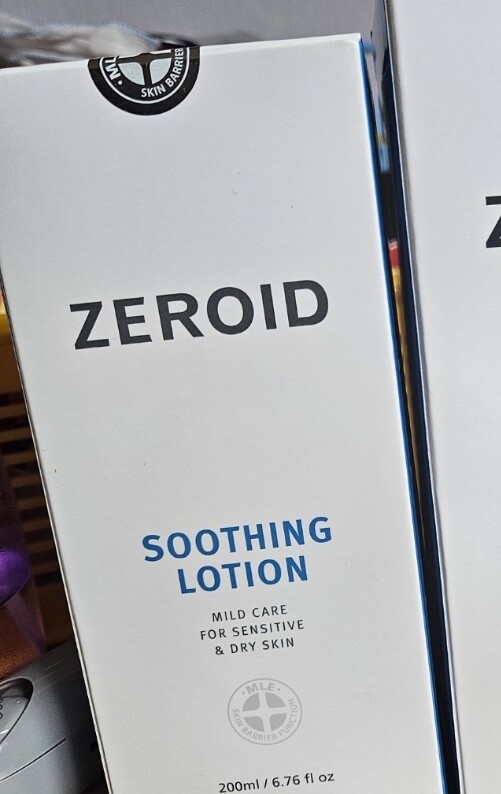 SKIN BARRIER
ZEROID
SOOTHING
LOTION
MILD CARE
FOR SENSITIVE
& DRY SKIN
· MLE ·
SKIN BARRIER FUNCTION
200ml / 6.76 fl oz
Z